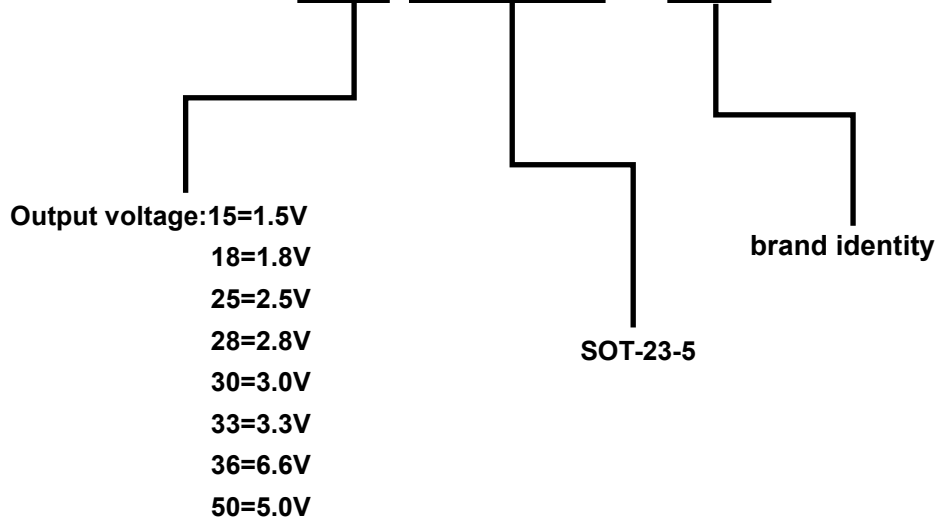 Output voltage:15=1.5V
18=1.8V
25=2.5V
28=2.8V
30=3.0V
33=3.3V
36=6.6V
50=5.0V
SOT-23-5
brand identity